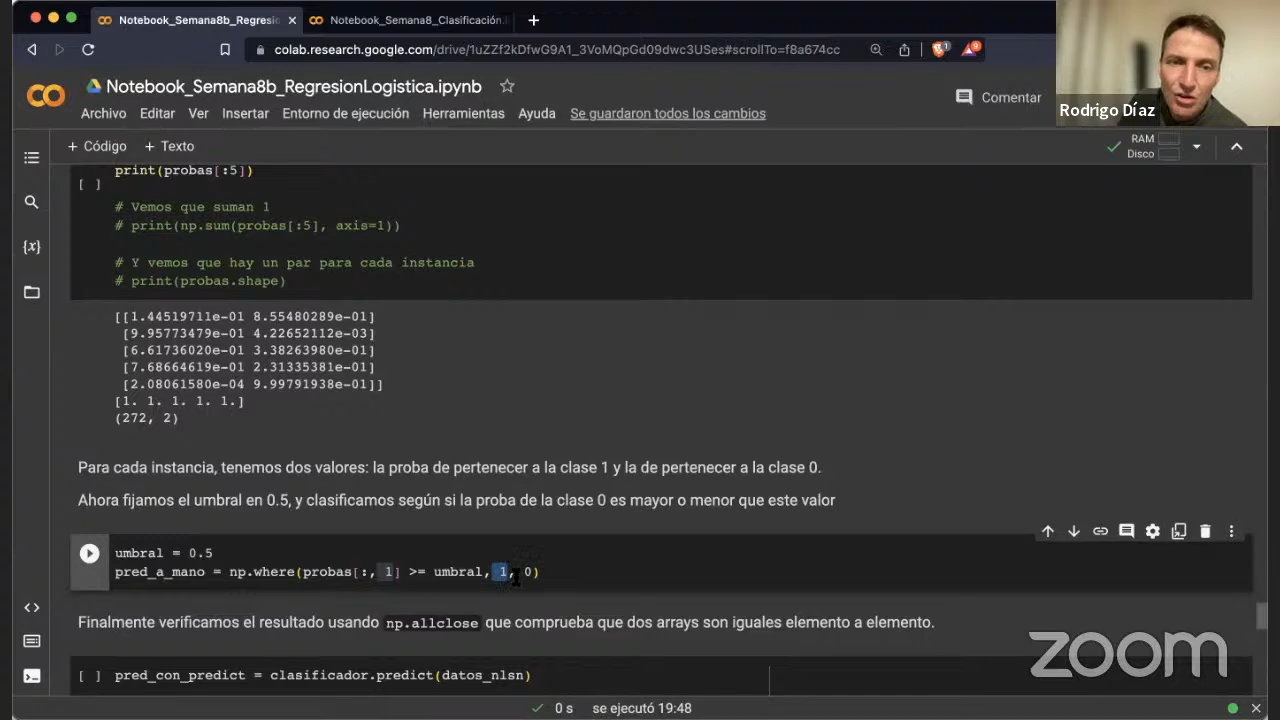 Notebook_Semana8b_Regresio
Notebook_Semana8_Clasificación.i
colab.research.google.com/drive/1uZZf2kDfwG9A1_3VoMQpGd09dwc3USes#scrollTo=f8a674cc
Notebook_Semana8b_RegresionLogistica.ipynb
Comentar
Rodrigo Díaz
Archivo Editar Ver Insertar Entorno de ejecución Herramientas Ayuda Se guardaron todos los cambios
+ Código + Texto
RAM
Disco
print(probas[:5])
[ ]
# Vemos que suman 1
# print(np.sum(probas[:5], axis=1))
# Y vemos que hay un par para cada instancia
# print(probas.shape)
[[1.44519711e-01 8.55480289e-01]
[9.95773479e-01 4.22652112e-03]
[6.61736020e-01 3.38263980e-01]
[7.68664619e-01 2.31335381e-01]
[2.08061580e-04 9.99791938e-01]]
[1. 1. 1. 1. 1.]
(272, 2)
Para cada instancia, tenemos dos valores: la proba de pertenecer a la clase 1 y la de pertenecer a la clase 0.
Ahora fijamos el umbral en 0.5, y clasificamos según si la proba de la clase 0 es mayor o menor que este valor
umbral = 0.5
pred_a_mano = np.where(probas[:, 1] >= umbral, 1, 0)
Finalmente verificamos el resultado usando np.allclose que comprueba que dos arrays son iguales elemento a elemento.
[ ] pred_con_predict = clasificador.predict(datos_nlsn)
zoom
0 s se ejecutó 19:48